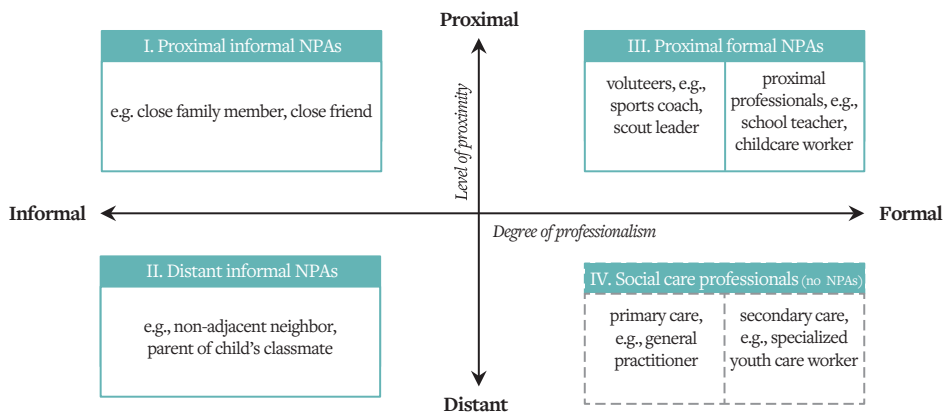 Proximal
I. Proximal informal NPAs
e.g. close family member, close friend
III. Proximal formal NPAs
voluteers, e.g.,
sports coach,
scout leader
proximal
professionals, e.g.,
school teacher,
childcare worker
Level of proximity
Informal
Formal
Degree of professionalism
II. Distant informal NPAs
e.g., non-adjacent neighbor,
parent of child’s classmate
IV. Social care professionals (no NPAs)
primary care,
e.g., general
practitioner
secondary care,
e.g., specialized
youth care worker
Distant